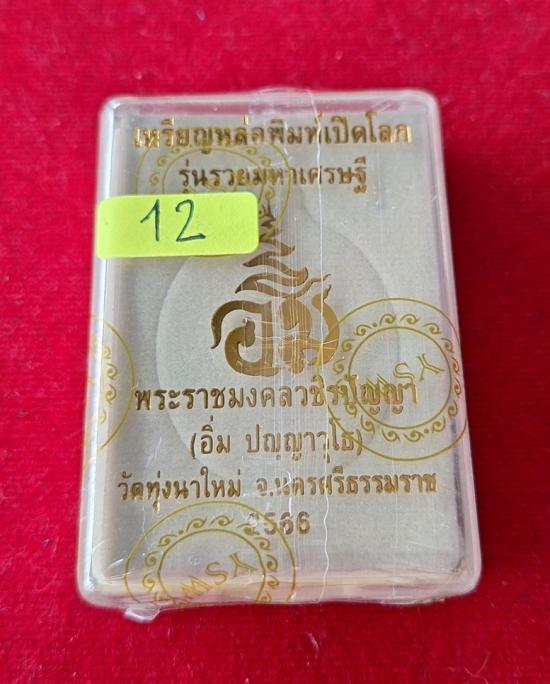 เหรียญหล่อพิมพ์เปิดโลก
รุ่นรวยมหาเศรษฐี
12
อิ่ม
พระราชมงคลวชิรปัญญา
(อิ่ม ปญฺญาวุโธ)
วัดทุ่งนาใหม่ จ.นครศรีธรรมราช
2566
YSW
YSW